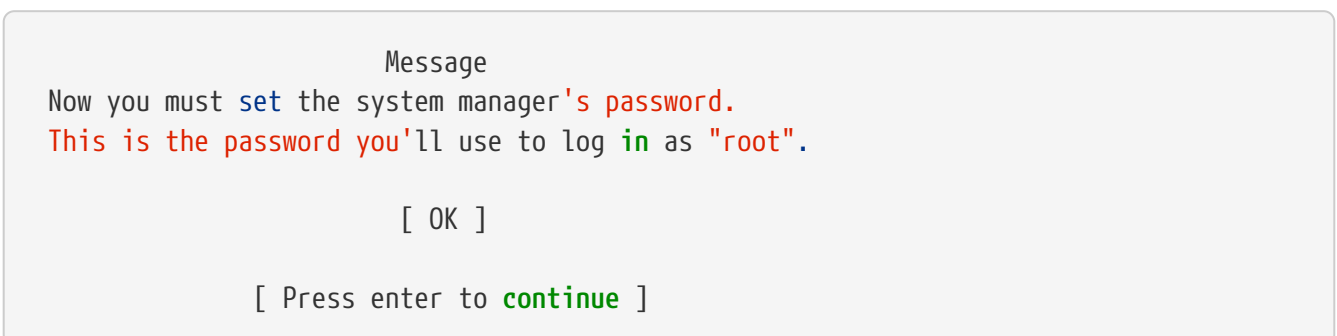 Message
Now you must set the system manager's password.
This is the password you'll use to log in as "root".
[ OK ]
[ Press enter to continue ]